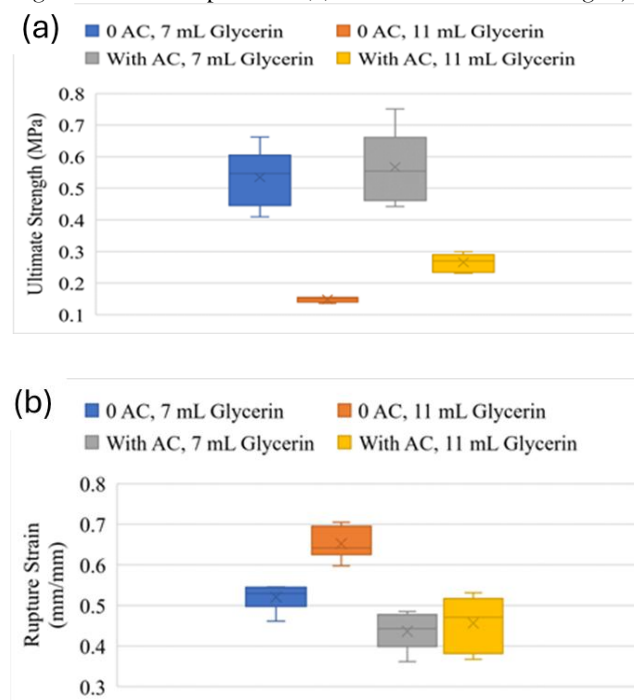 (a)
0 AC, 7 mL Glycerin 0 AC, 11 mL Glycerin
With AC, 7 mL Glycerin With AC, 11 mL Glycerin
Ultimate Strength (MPa)
0.8
0.7
0.6
0.5
0.4
0.3
0.2
0.1
(b)
0 AC, 7 mL Glycerin 0 AC, 11 mL Glycerin
With AC, 7 mL Glycerin With AC, 11 mL Glycerin
Rupture Strain
(mm/mm)
0.8
0.7
0.6
0.5
0.4
0.3